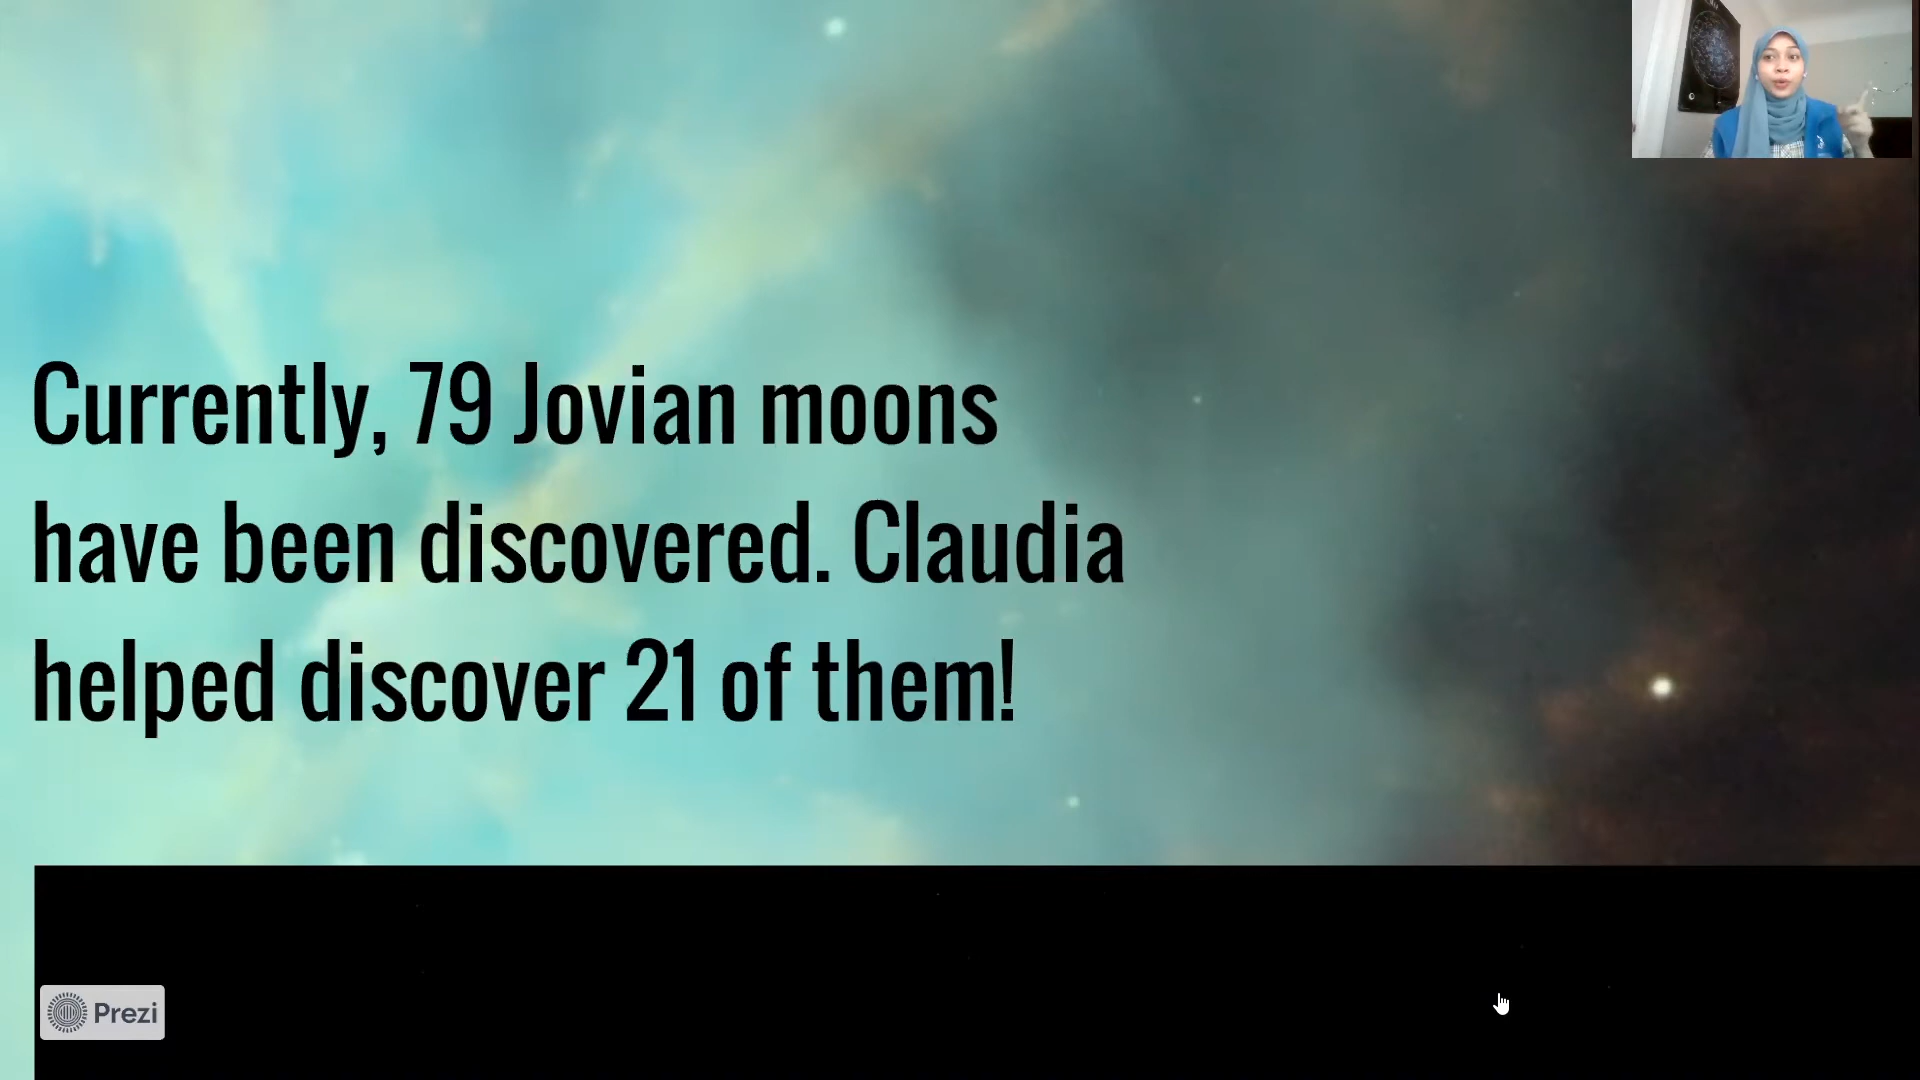 Currently, 79 Jovian moons
have been discovered. Claudia
helped discover 21 of them!
Prezi